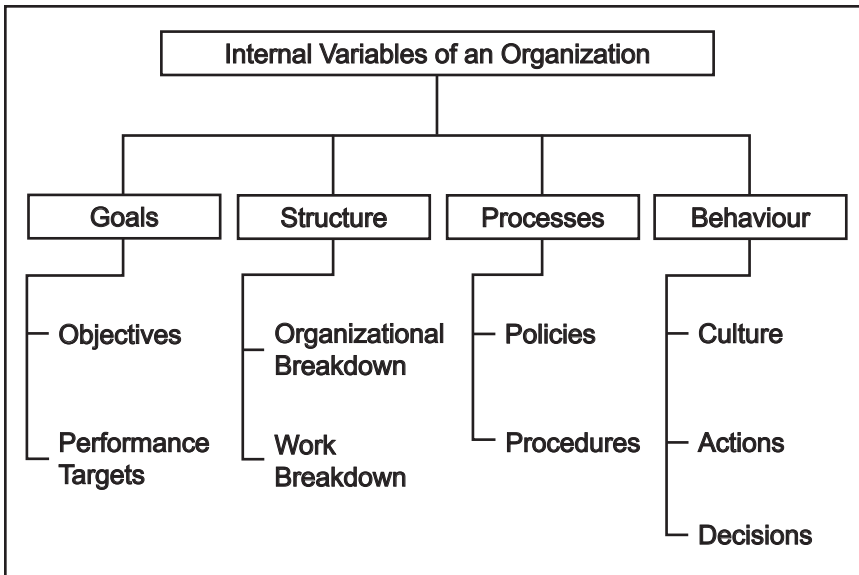 Internal Variables of an Organization
Goals
Structure
Processes
Behaviour
Objectives
Performance
Targets
Organizational
Breakdown
Work
Breakdown
Policies
Procedures
Culture
Actions
Decisions